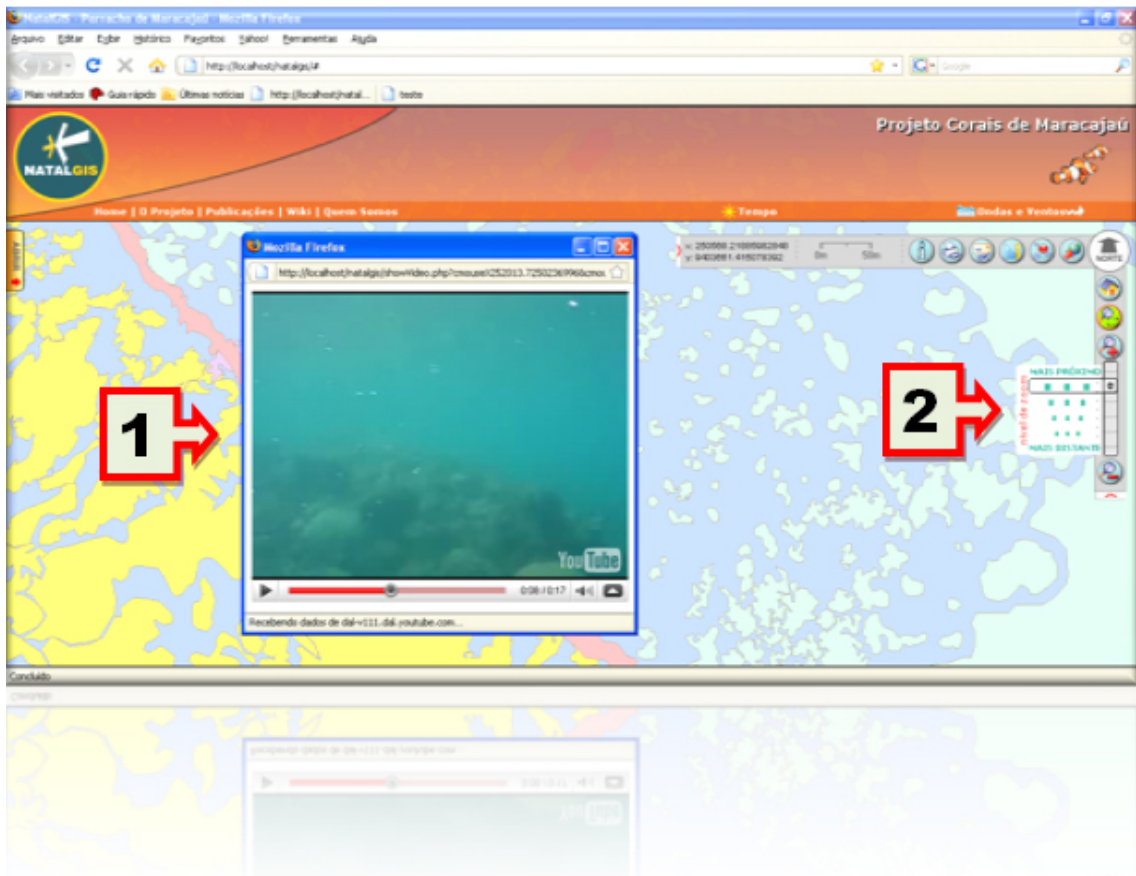 NatalGIS - Parracho de Maracajaú - Mozilla Firefox
Arquivo Editar Exibir Histórico Favoritos Yahoo! Ferramentas Ajuda
http://localhost/natalgis/#
Google
Mais visitados Guia rápido Últimas notícias http://localhost/natal... teste
Projeto Corais de Maracajaú
NATALGIS
Home | O Projeto | Publicações | Wiki | Quem Somos
Tempo
Ondas e Ventos
Mozilla Firefox
0m 50m
NORTE
YouTube
0:08 / 0:17
Recebendo dados de dal-v111.dal.youtube.com...
1
2
MAIS PRÓXIMO
nível de zoom
MAIS DISTANTE
Concluído